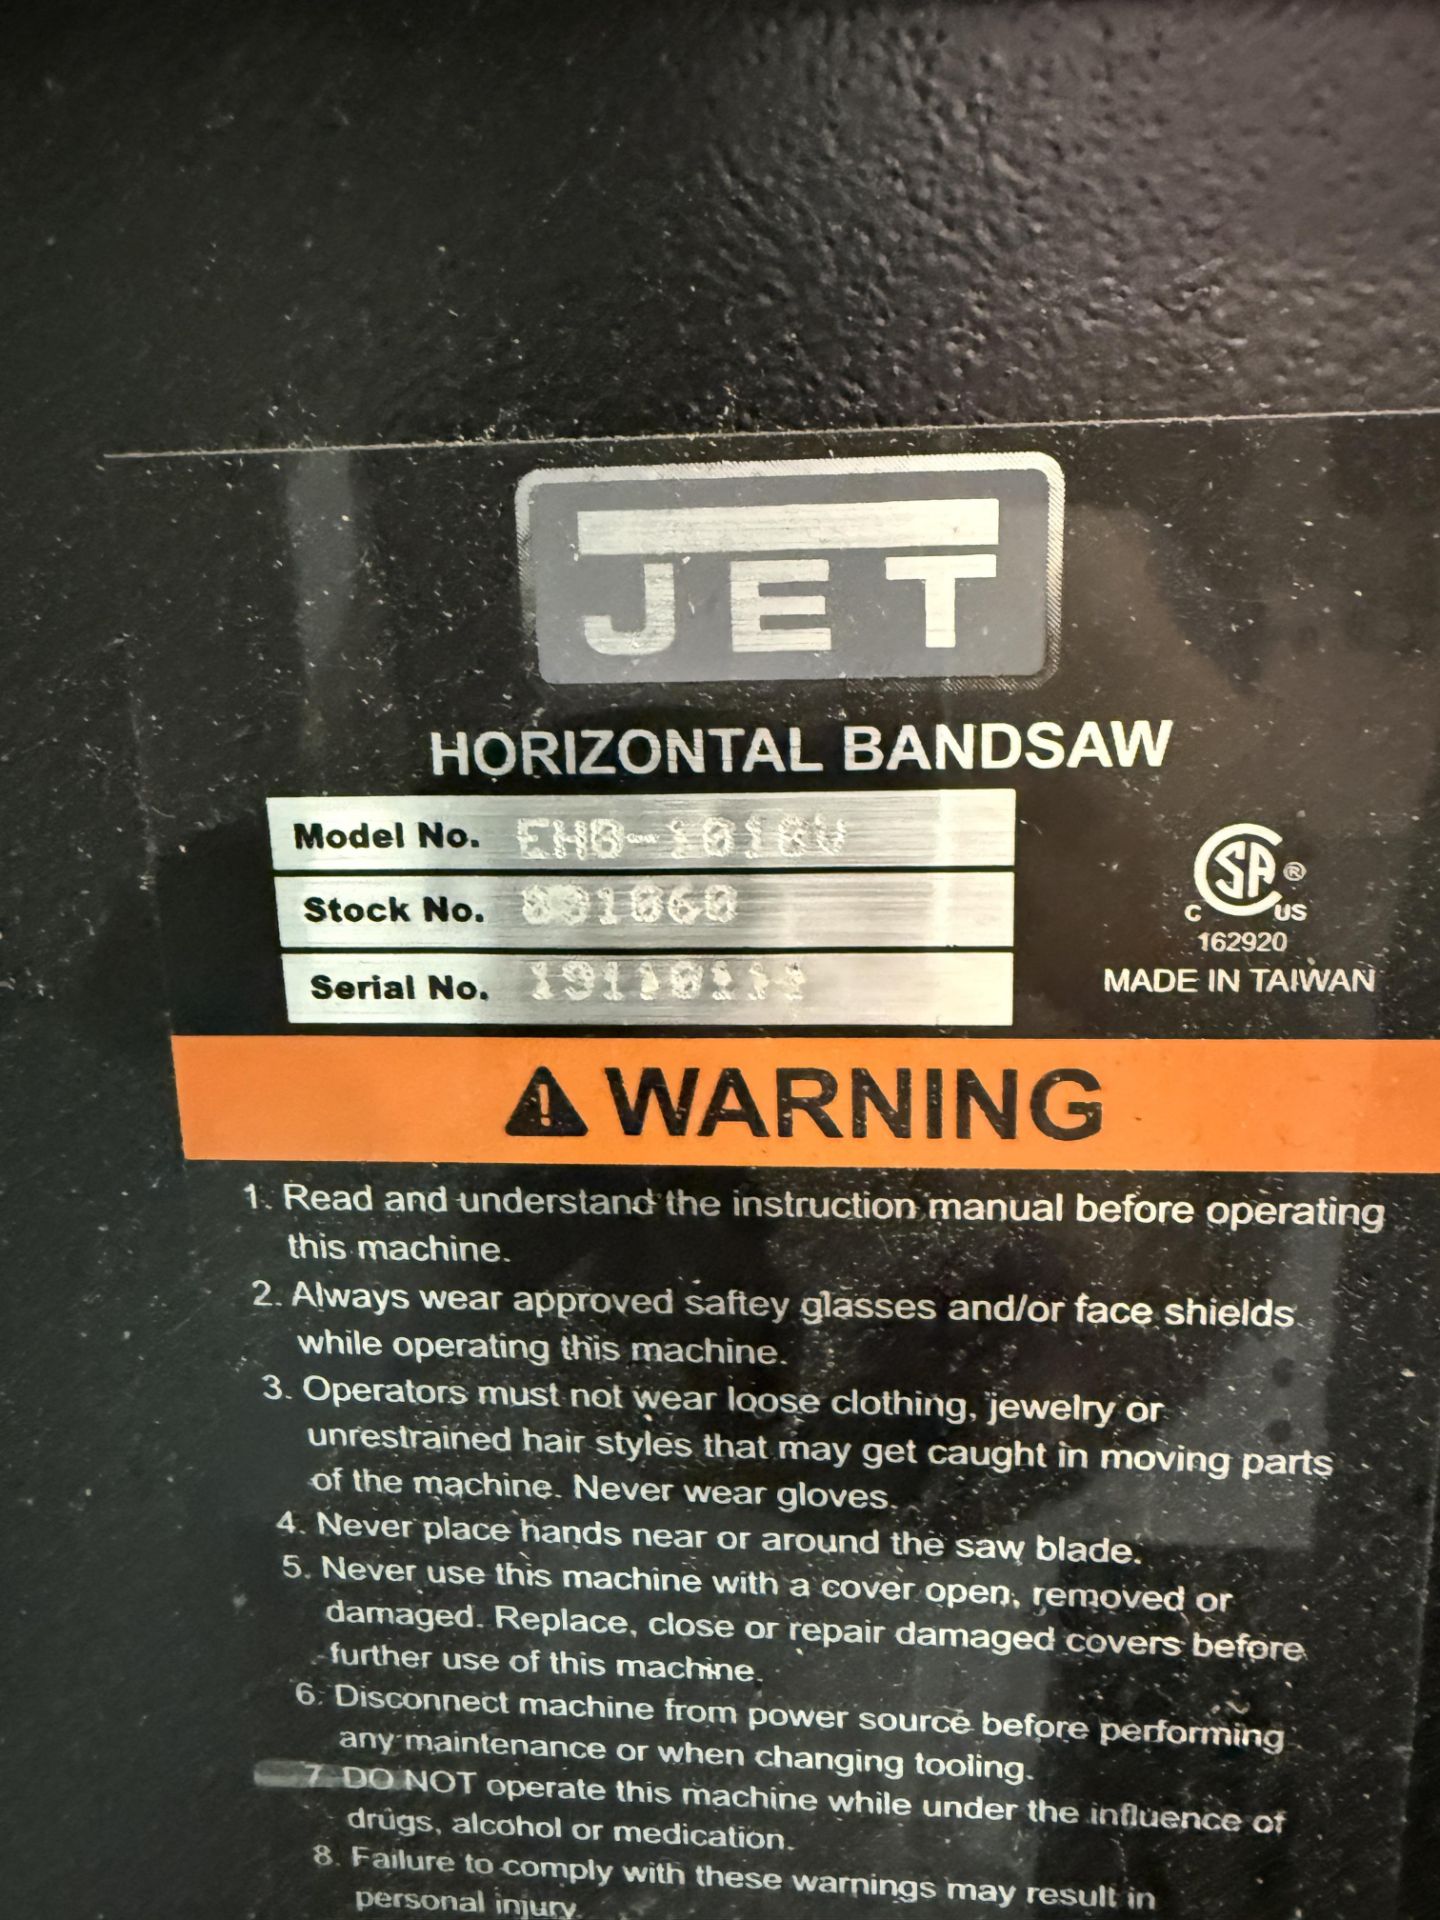 JET
HORIZONTAL BANDSAW
Model No. EHB-1018W
Stock No. 891060
Serial No.
CSA ®
C US
162920
MADE IN TAIWAN
WARNING
1. Read and understand the instruction manual before operating
this machine.
2. Always wear approved saftey glasses and/or face shields
while operating this machine.
3. Operators must not wear loose clothing, jewelry or
unrestrained hair styles that may get caught in moving parts
of the machine. Never wear gloves.
4. Never place hands near or around the saw blade.
5. Never use this machine with a cover open, removed or
damaged. Replace, close or repair damaged covers before
further use of this machine.
6. Disconnect machine from power source before performing
any maintenance or when changing tooling.
7. DO NOT operate this machine while under the influence of
drugs, alcohol or medication.
8. Failure to comply with these warnings may result in
personal injury.